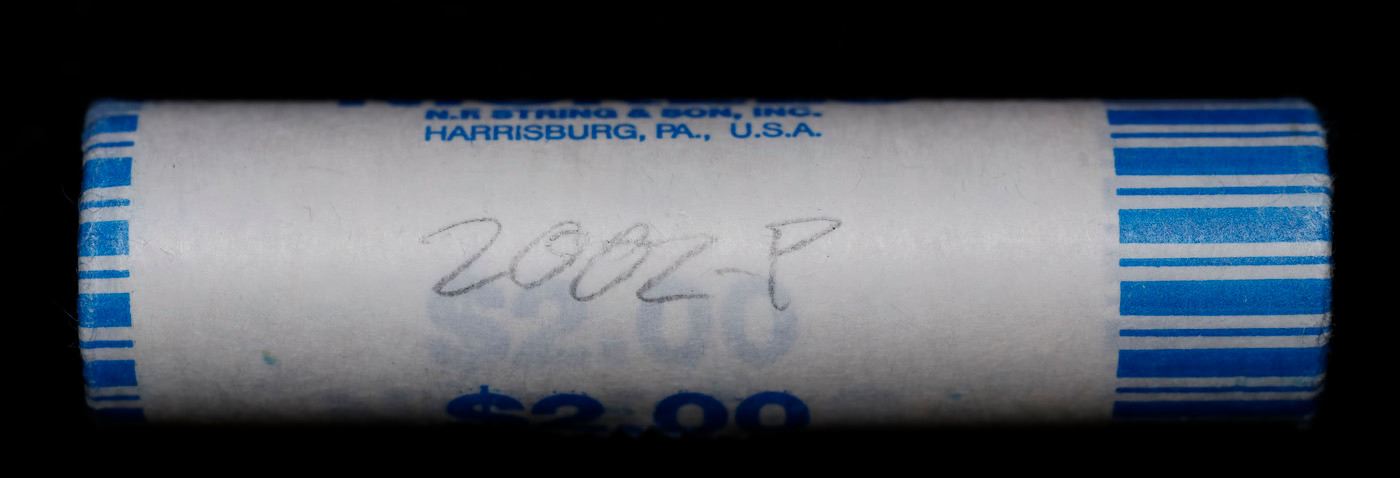 N.F. STRING & SON, INC.
HARRISBURG, PA., U.S.A.
2002-P
$2.00
$2.00